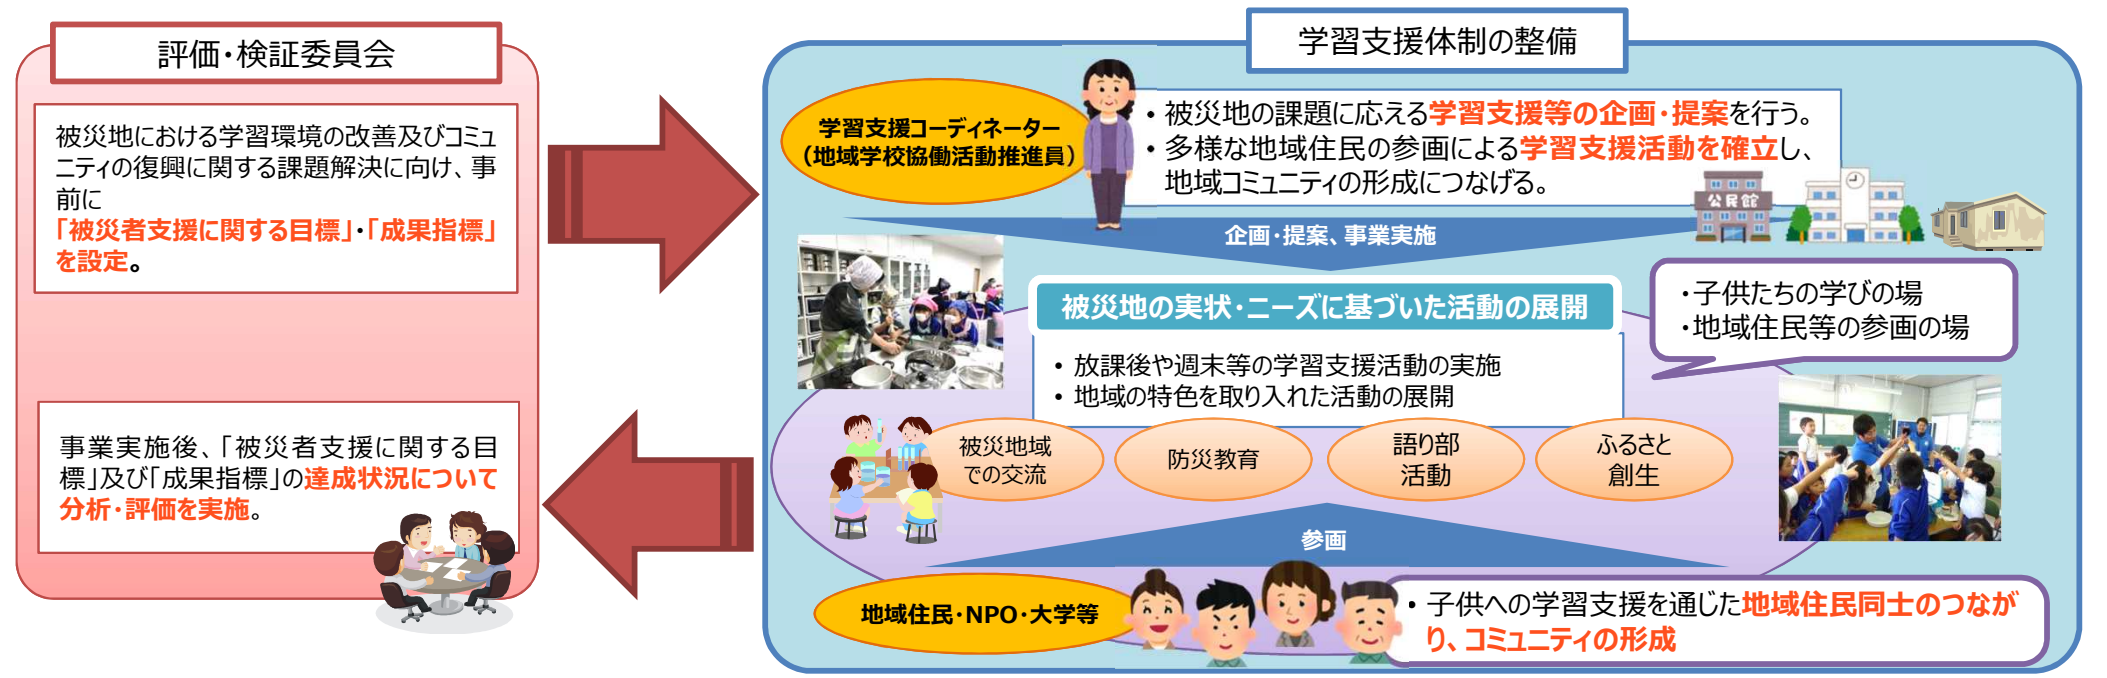 評価・検証委員会
被災地における学習環境の改善及びコミュ
ニティの復興に関する課題解決に向け、事
前に
「被災者支援に関する目標」・「成果指標」
を設定。
事業実施後、「被災者支援に関する目
標」及び「成果指標」の達成状況について
分析・評価を実施。
学習支援体制の整備
学習支援コーディネーター
(地域学校協働活動推進員)
・被災地の課題に応える学習支援等の企画・提案を行う。
・多様な地域住民の参画による学習支援活動を確立し、
地域コミュニティの形成につなげる。
公民館
企画・提案、事業実施
被災地の実状・ニーズに基づいた活動の展開
・子供たちの学びの場
・地域住民等の参画の場
• 放課後や週末等の学習支援活動の実施
• 地域の特色を取り入れた活動の展開
被災地域
での交流
防災教育
語り部
活動
ふるさと
創生
参画
地域住民・NPO・大学等
• 子供への学習支援を通じた地域住民同士のつなが
り、コミュニティの形成